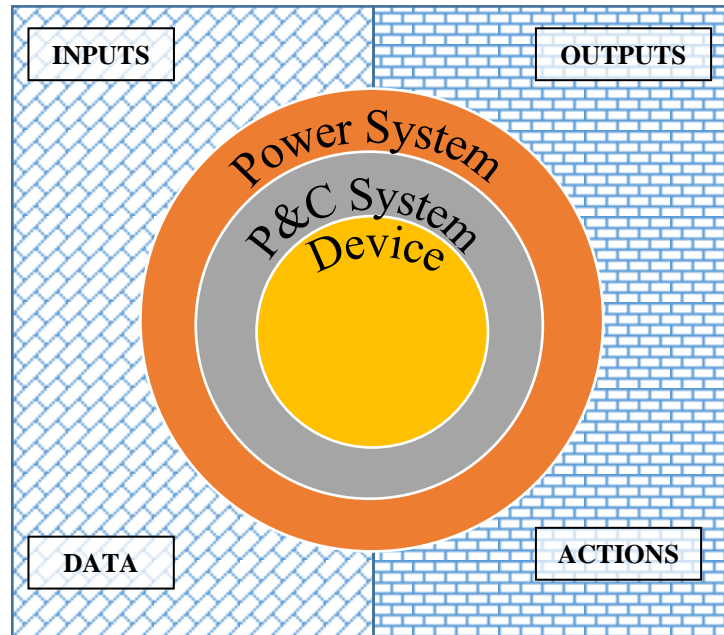 INPUTS
OUTPUTS
Power System
P&C System
Device
DATA
ACTIONS